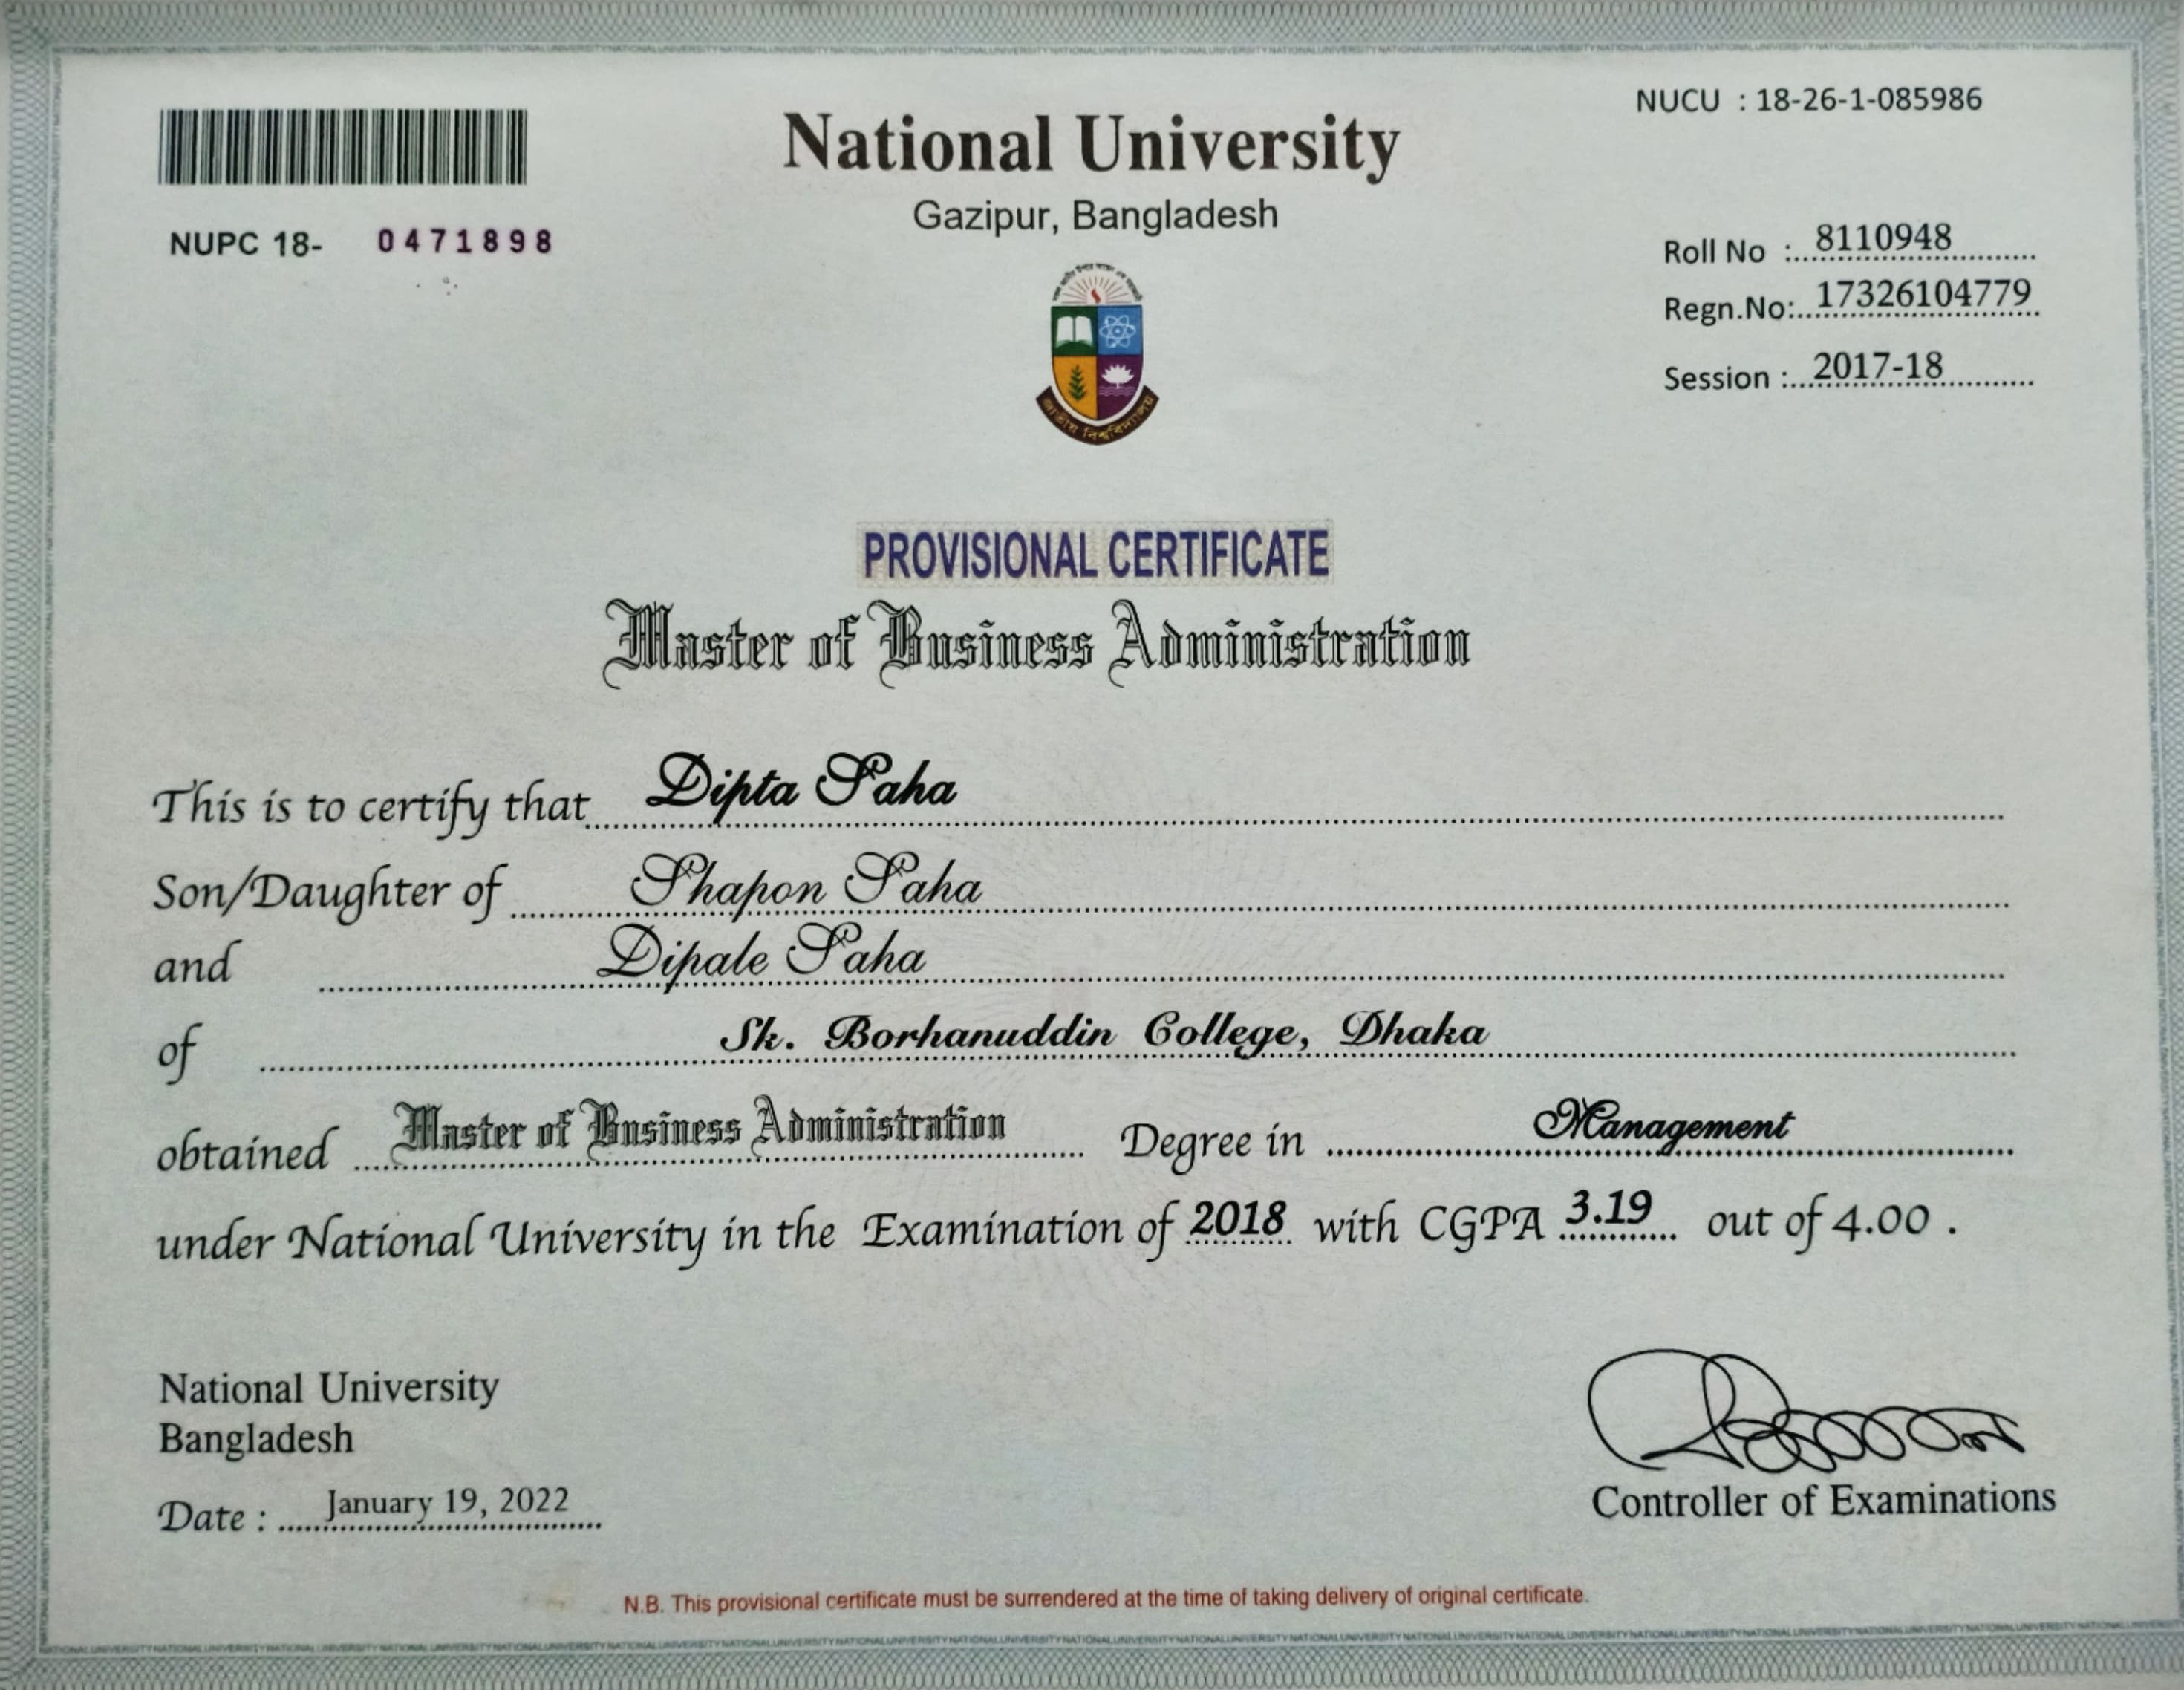 NUCU : 18-26-1-085986
National University
Gazipur, Bangladesh
NUPC 18- 0471898
Roll No : 8110948
Regn.No: 17326104779
Session : 2017-18
জাতীয় বিশ্ববিদ্যালয়
PROVISIONAL CERTIFICATE
Master of Business Administration
This is to certify that Dipta Saha
Son/Daughter of Shapon Saha
and Dipale Saha
of Sk. Borhanuddin College, Dhaka
obtained Master of Business Administration Degree in Management
under National University in the Examination of 2018 with CGPA 3.19 out of 4.00 .
National University
Bangladesh
Date : January 19, 2022
Controller of Examinations
N.B. This provisional certificate must be surrendered at the time of taking delivery of original certificate.